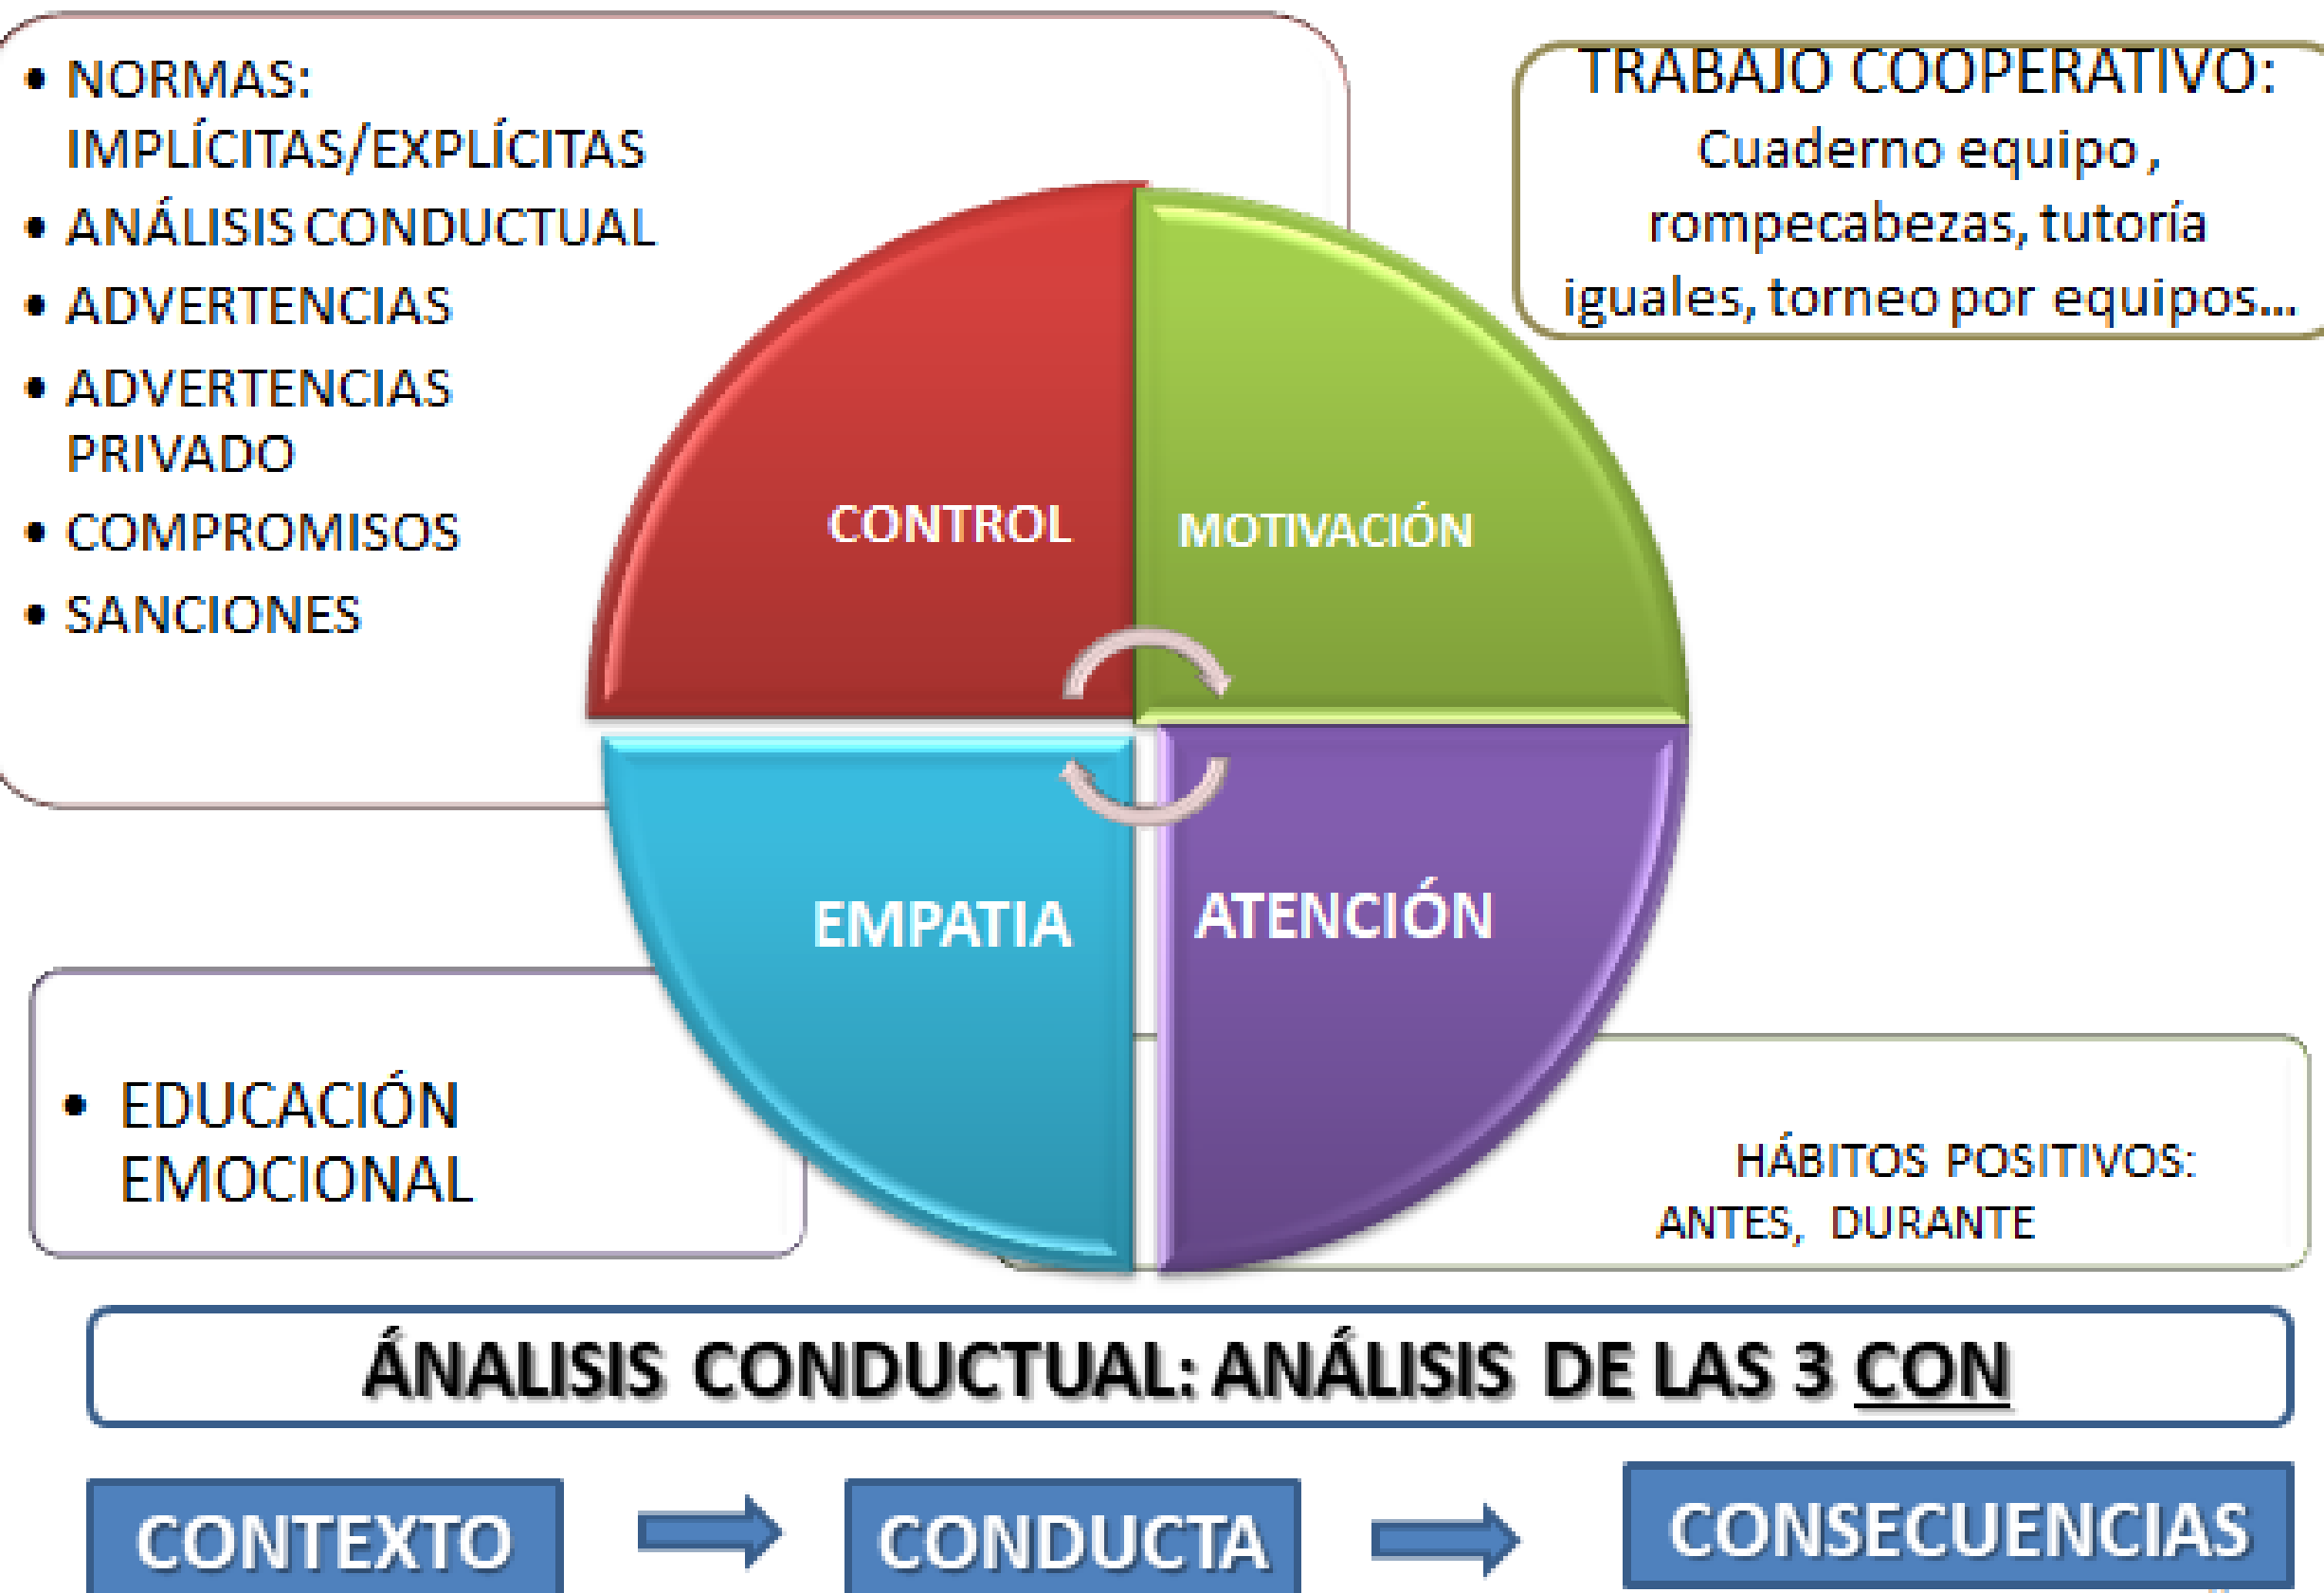 • NORMAS:
IMPLÍCITAS/EXPLÍCITAS
• ANÁLISIS CONDUCTUAL
• ADVERTENCIAS
• ADVERTENCIAS
PRIVADO
• COMPROMISOS
• SANCIONES
TRABAJO COOPERATIVO:
Cuaderno equipo ,
rompecabezas, tutoría
iguales, torneo por equipos...
CONTROL
MOTIVACIÓN
EMPATIA
ATENCIÓN
• EDUCACIÓN
EMOCIONAL
HÁBITOS POSITIVOS:
ANTES, DURANTE
ÁNALISIS CONDUCTUAL: ANÁLISIS DE LAS 3 CON
CONTEXTO
CONDUCTA
CONSECUENCIAS